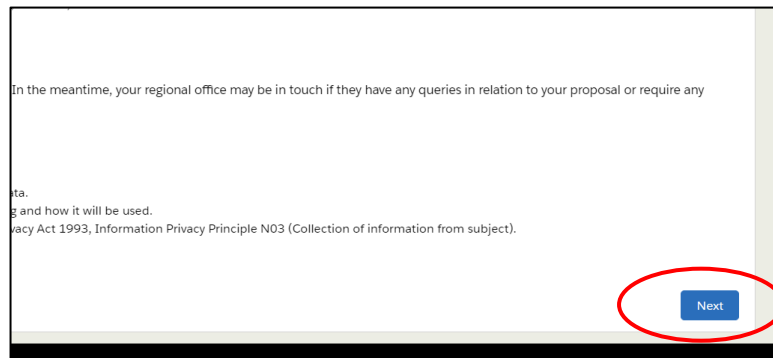 In the meantime, your regional office may be in touch if they have any queries in relation to your proposal or require any
and how it will be used.
Act 1993, Information Privacy Principle N03 (Collection of information from subject).
Next